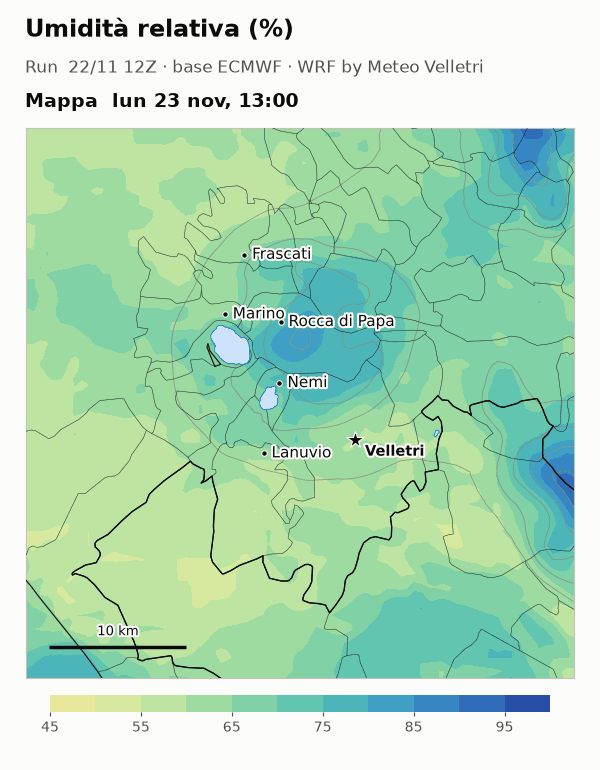 Umidità relativa (%)
Run  22/11 12Z · base ECMWF · WRF by Meteo Velletri
Mappa  lun 23 nov, 13:00
Frascati
Marino
Rocca di Papa
Nemi
Velletri
Lanuvio
10 km
45 55 65 75 85 95